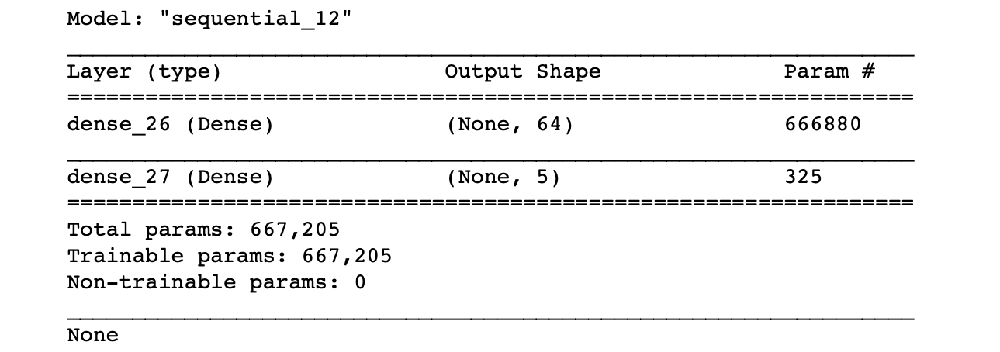 Model: "sequential_12"
_________________________________________________________________
Layer (type)                 Output Shape              Param #
=================================================================
dense_26 (Dense)             (None, 64)                666880
_________________________________________________________________
dense_27 (Dense)             (None, 5)                 325
=================================================================
Total params: 667,205
Trainable params: 667,205
Non-trainable params: 0
_________________________________________________________________
None